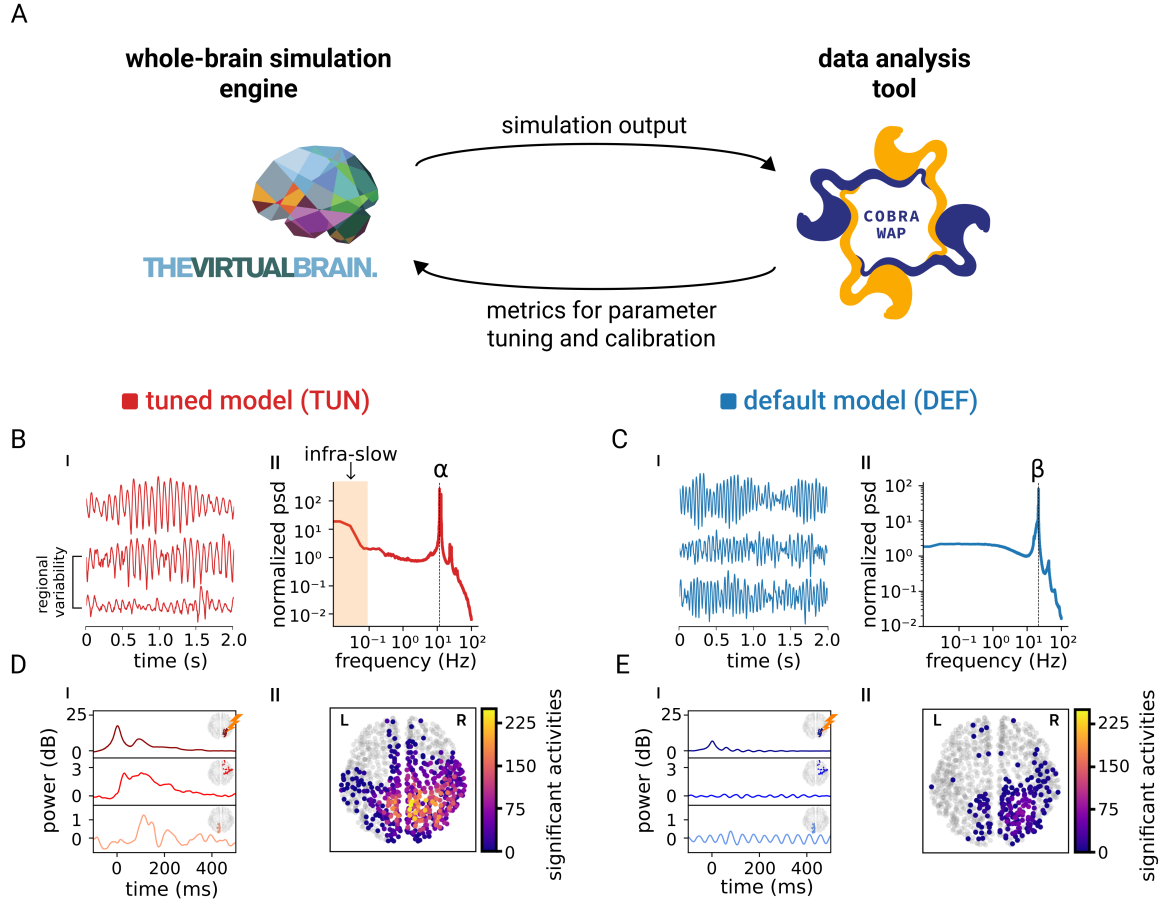 A
whole-brain simulation
engine
data analysis
tool
simulation output
THEVIRTUALBRAIN.
COBRA
WAP
metrics for parameter
tuning and calibration
tuned model (TUN)
default model (DEF)
B
I
regional
variability
0 0.5 1.0 1.5 2.0
time (s)
II
infra-slow
α
normalized psd
10²
10¹
10⁰
10⁻¹
10⁻²
10⁻¹ 10⁰ 10¹ 10²
frequency (Hz)
C
I
0 0.5 1.0 1.5 2.0
time (s)
II
β
normalized psd
10²
10¹
10⁰
10⁻¹
10⁻²
10⁻¹ 10⁰ 10¹ 10²
frequency (Hz)
D
I
power (dB)
25
0
3
0
1
0
0 200 400
time (ms)
II
L R
225
150
75
0
significant activities
E
I
power (dB)
25
0
3
0
1
0
0 200 400
time (ms)
II
L R
225
150
75
0
significant activities